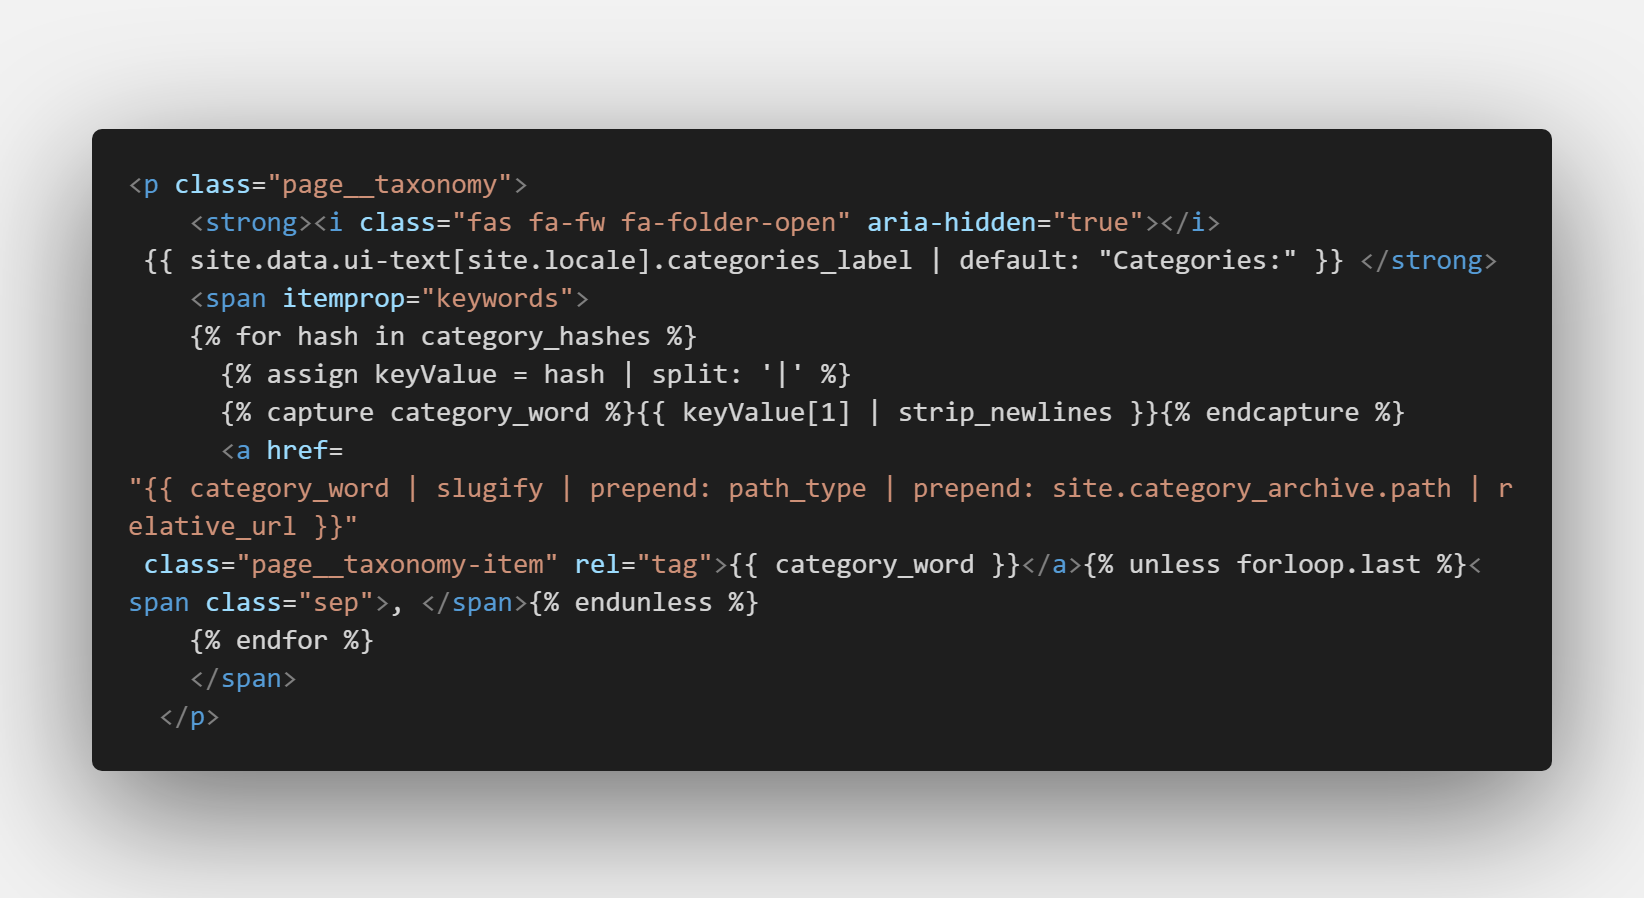 <p class="page__taxonomy">
    <strong><i class="fas fa-fw fa-folder-open" aria-hidden="true"></i>
 {{ site.data.ui-text[site.locale].categories_label | default: "Categories:" }} </strong>
    <span itemprop="keywords">
    {% for hash in category_hashes %}
      {% assign keyValue = hash | split: '|' %}
      {% capture category_word %}{{ keyValue[1] | strip_newlines }}{% endcapture %}
      <a href=
"{{ category_word | slugify | prepend: path_type | prepend: site.category_archive.path | r
elative_url }}"
 class="page__taxonomy-item" rel="tag">{{ category_word }}</a>{% unless forloop.last %}<
span class="sep">, </span>{% endunless %}
    {% endfor %}
    </span>
  </p>